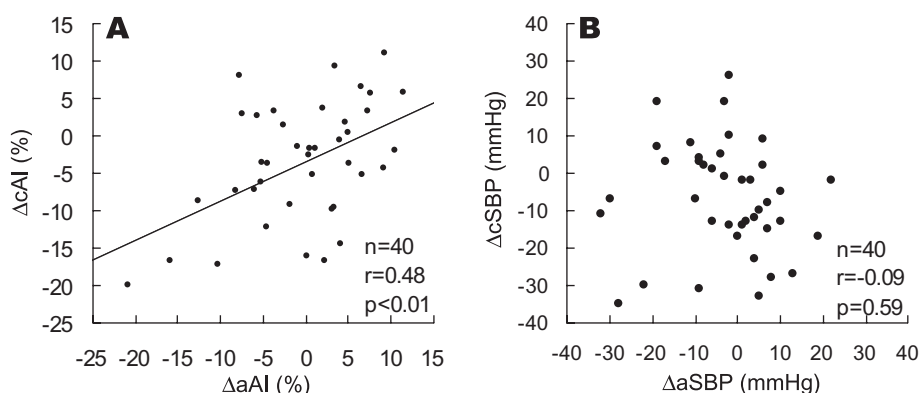 A
15
10
5
0
-5
-10
-15
-20
-25
ΔcAI (%)
n=40
r=0.48
p<0.01
-25 -20 -15 -10 -5 0 5 10 15
ΔaAI (%)
B
40
30
20
10
0
-10
-20
-30
-40
ΔcSBP (mmHg)
n=40
r=-0.09
p=0.59
-40 -30 -20 -10 0 10 20 30 40
ΔaSBP (mmHg)